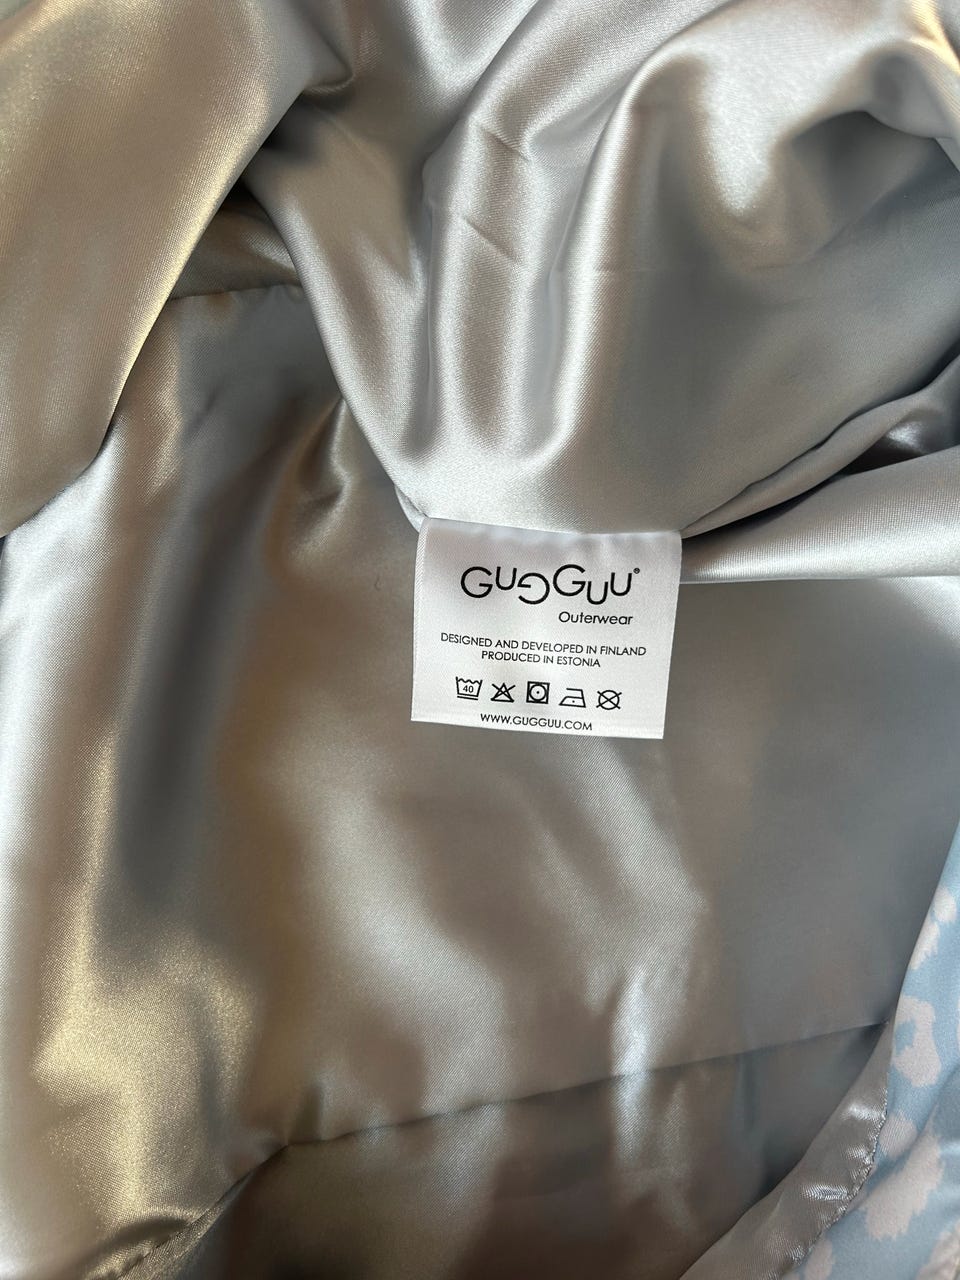 GUGGUU®
Outerwear
DESIGNED AND DEVELOPED IN FINLAND
PRODUCED IN ESTONIA
40
WWW.GUGGUU.COM